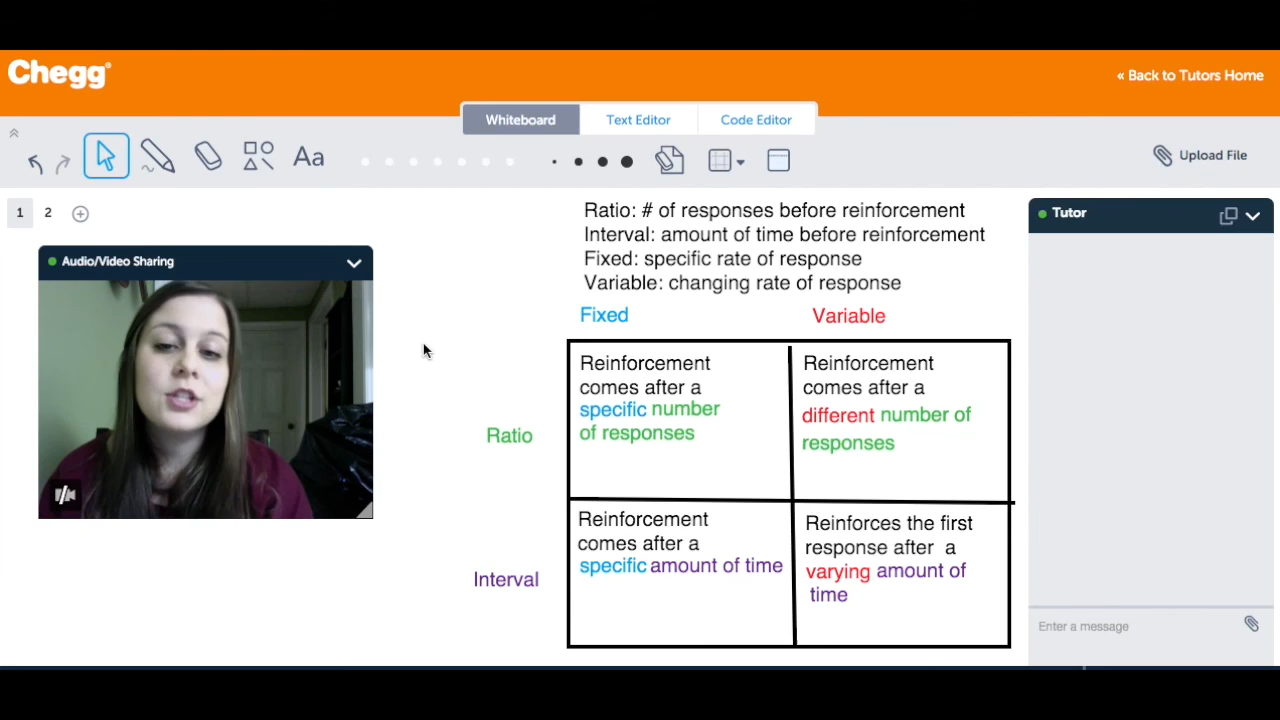 Chegg®
« Back to Tutors Home
Whiteboard
Text Editor
Code Editor
Aa
Upload File
1
2
Ratio: # of responses before reinforcement
Interval: amount of time before reinforcement
Fixed: specific rate of response
Variable: changing rate of response
Fixed
Variable
Audio/Video Sharing
Ratio
Reinforcement
comes after a
specific number
of responses
Reinforcement
comes after a
different number of
responses
Interval
Reinforcement
comes after a
specific amount of time
Reinforces the first
response after a
varying amount of
time
Tutor
Enter a message